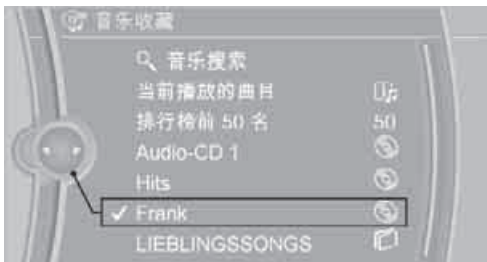 音乐收藏
音乐搜索
当前播放的曲目
排行榜前 50 名 50
Audio-CD 1
Hits
Frank
LIEBLINGSSONGS